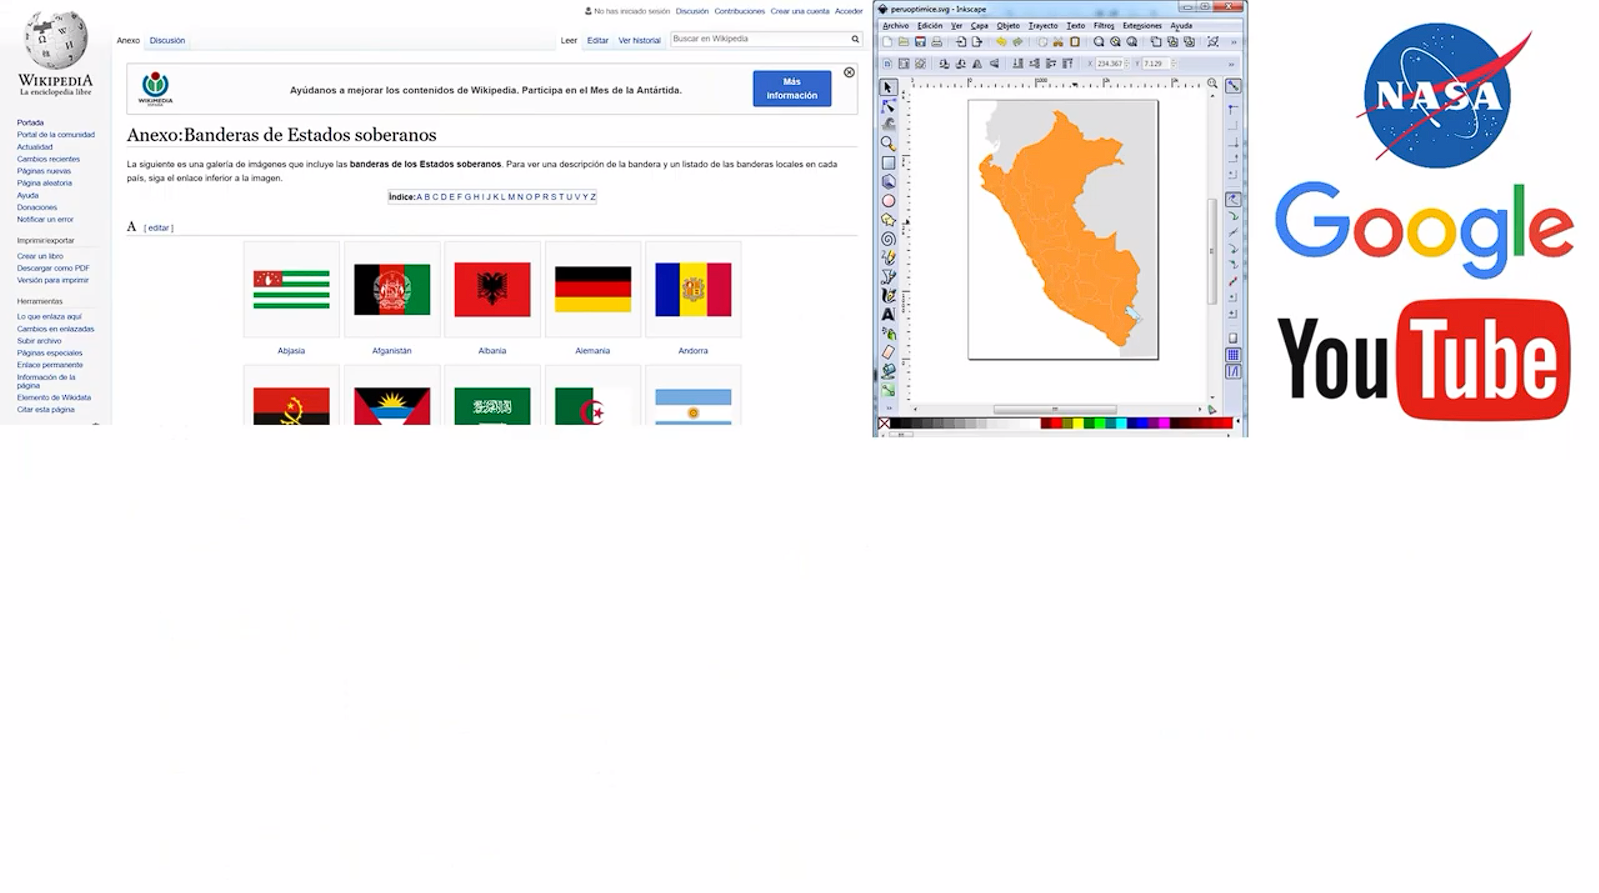 No has iniciado sesión Discusión Contribuciones Crear una cuenta Acceder
Anexo Discusión
Leer Editar Ver historial Buscar en Wikipedia
WIKIPEDIA
La enciclopedia libre
Ayúdanos a mejorar los contenidos de Wikipedia. Participa en el Mes de la Antártida.
Más información
WIKIMEDIA
Portada
Portal de la comunidad
Actualidad
Cambios recientes
Páginas nuevas
Página aleatoria
Ayuda
Donaciones
Notificar un error
Imprimir/exportar
Crear un libro
Descargar como PDF
Versión para imprimir
Herramientas
Lo que enlaza aquí
Cambios en enlazadas
Subir archivo
Páginas especiales
Enlace permanente
Información de la
página
Elemento de Wikidata
Citar esta página
Anexo:Banderas de Estados soberanos
La siguiente es una galería de imágenes que incluye las banderas de los Estados soberanos. Para ver una descripción de la bandera y un listado de las banderas locales en cada
país, siga el enlace inferior a la imagen.
Índice:A B C D E F G H I J K L M N O P R S T U V Y Z
A [ editar ]
Abjasia Afganistán Albania Alemania Andorra
peruoptimice.svg - Inkscape
Archivo Edición Ver Capa Objeto Trayecto Texto Filtros Extensiones Ayuda
X 234.367 Y 7.129
NASA
Google
YouTube